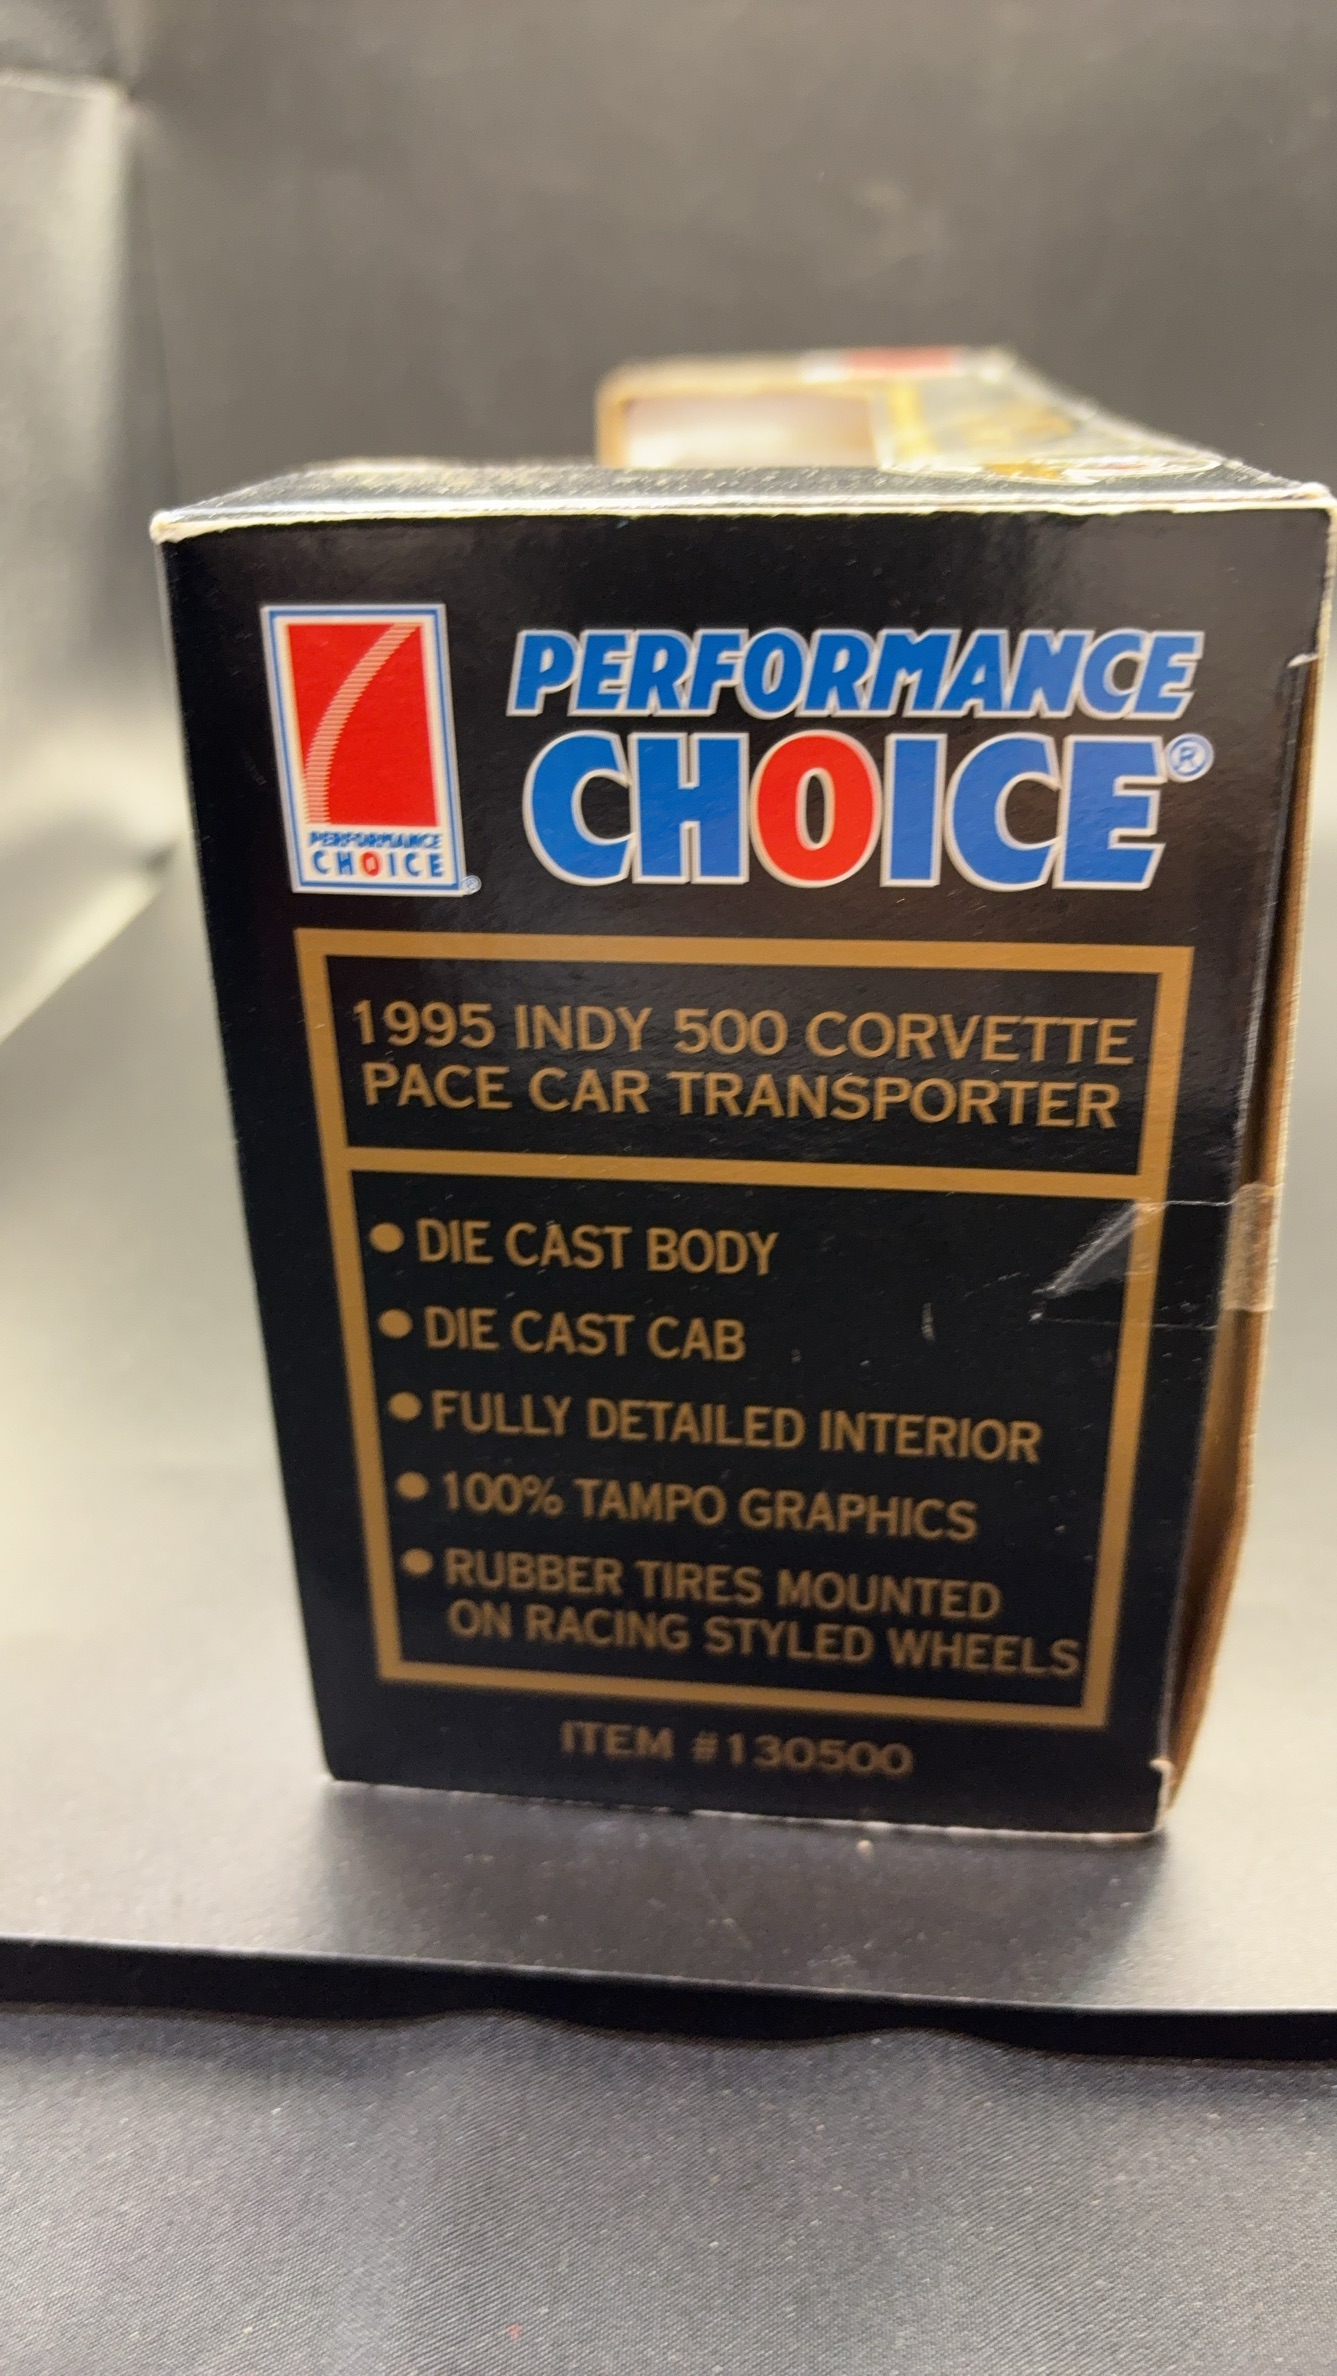 PERFORMANCE
CHOICE®
PERFORMANCE
CHOICE®
1995 INDY 500 CORVETTE
PACE CAR TRANSPORTER
• DIE CAST BODY
• DIE CAST CAB
• FULLY DETAILED INTERIOR
• 100% TAMPO GRAPHICS
• RUBBER TIRES MOUNTED
ON RACING STYLED WHEELS
ITEM #130500